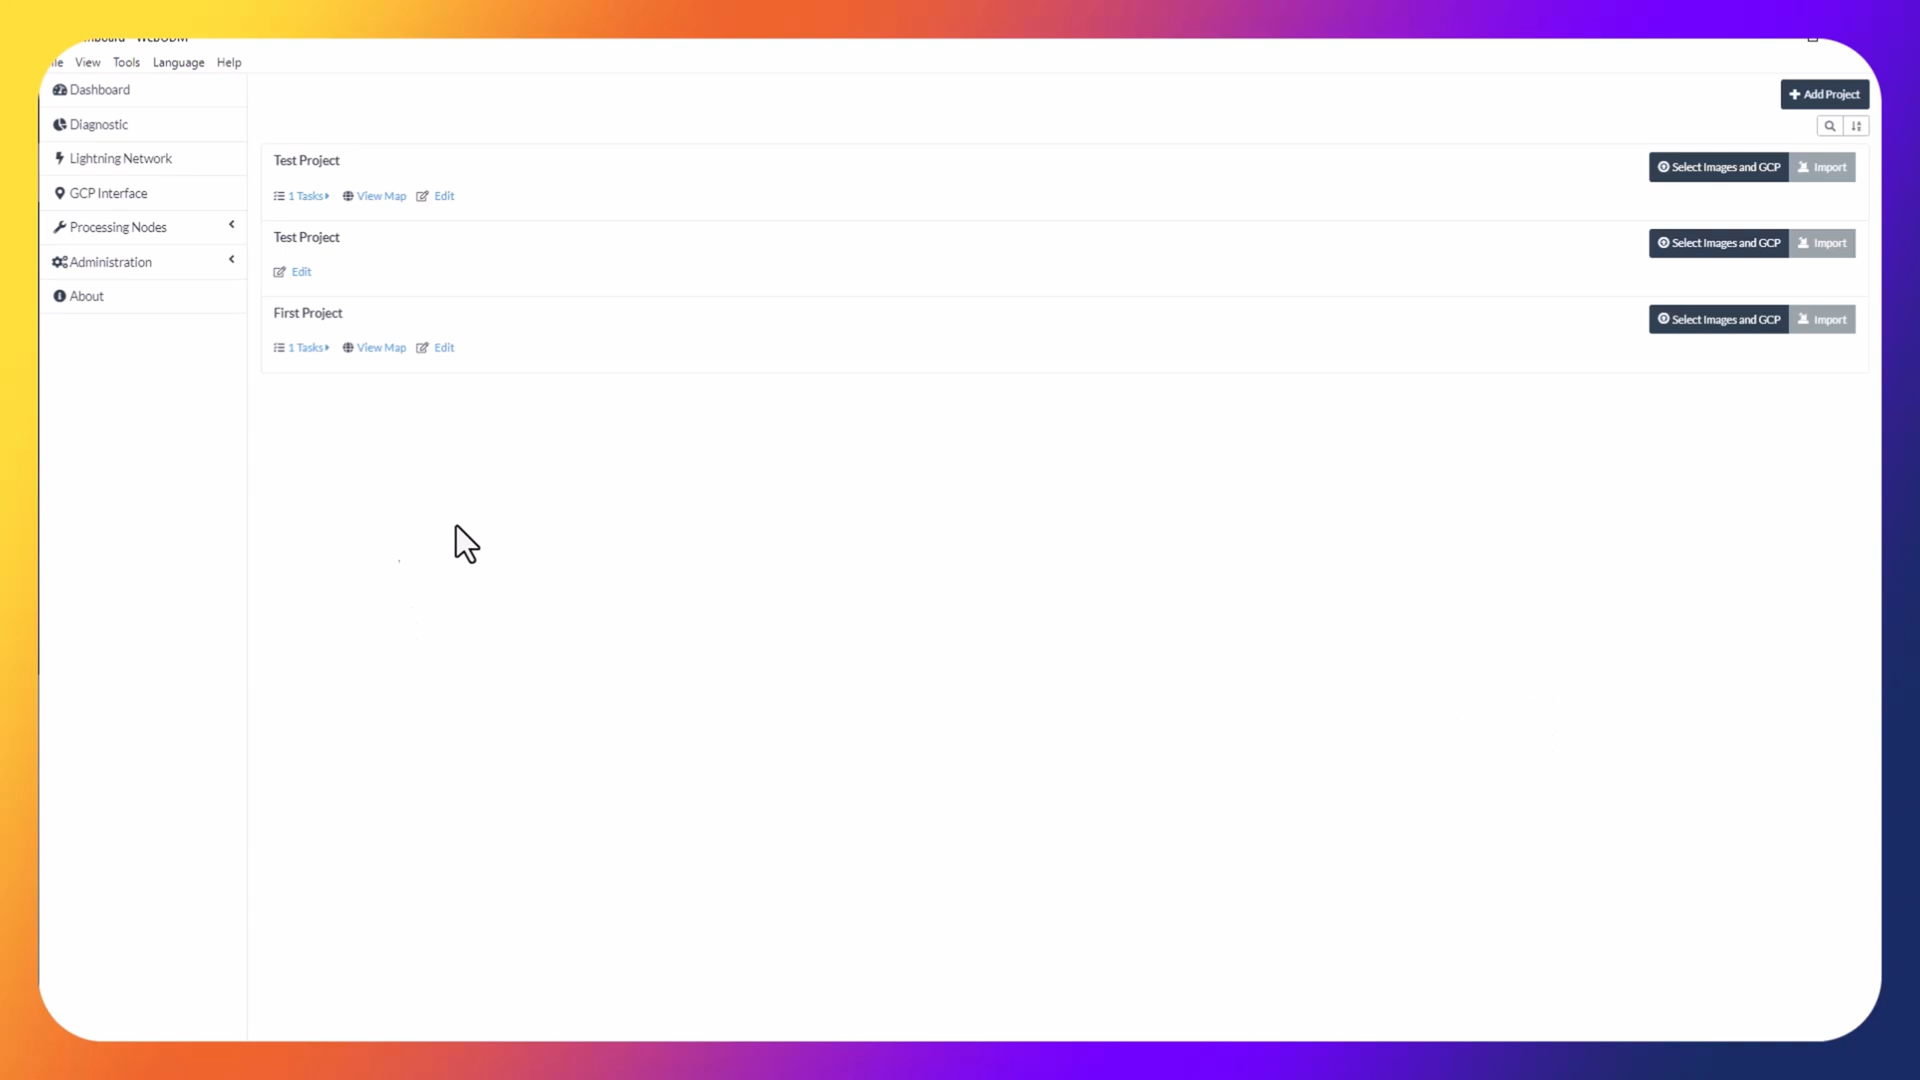 View Tools Language Help
Dashboard
Diagnostic
Lightning Network
GCP Interface
Processing Nodes
Administration
About
Add Project
Test Project
Select Images and GCP Import
1 Tasks View Map Edit
Test Project
Select Images and GCP Import
Edit
First Project
Select Images and GCP Import
1 Tasks View Map Edit